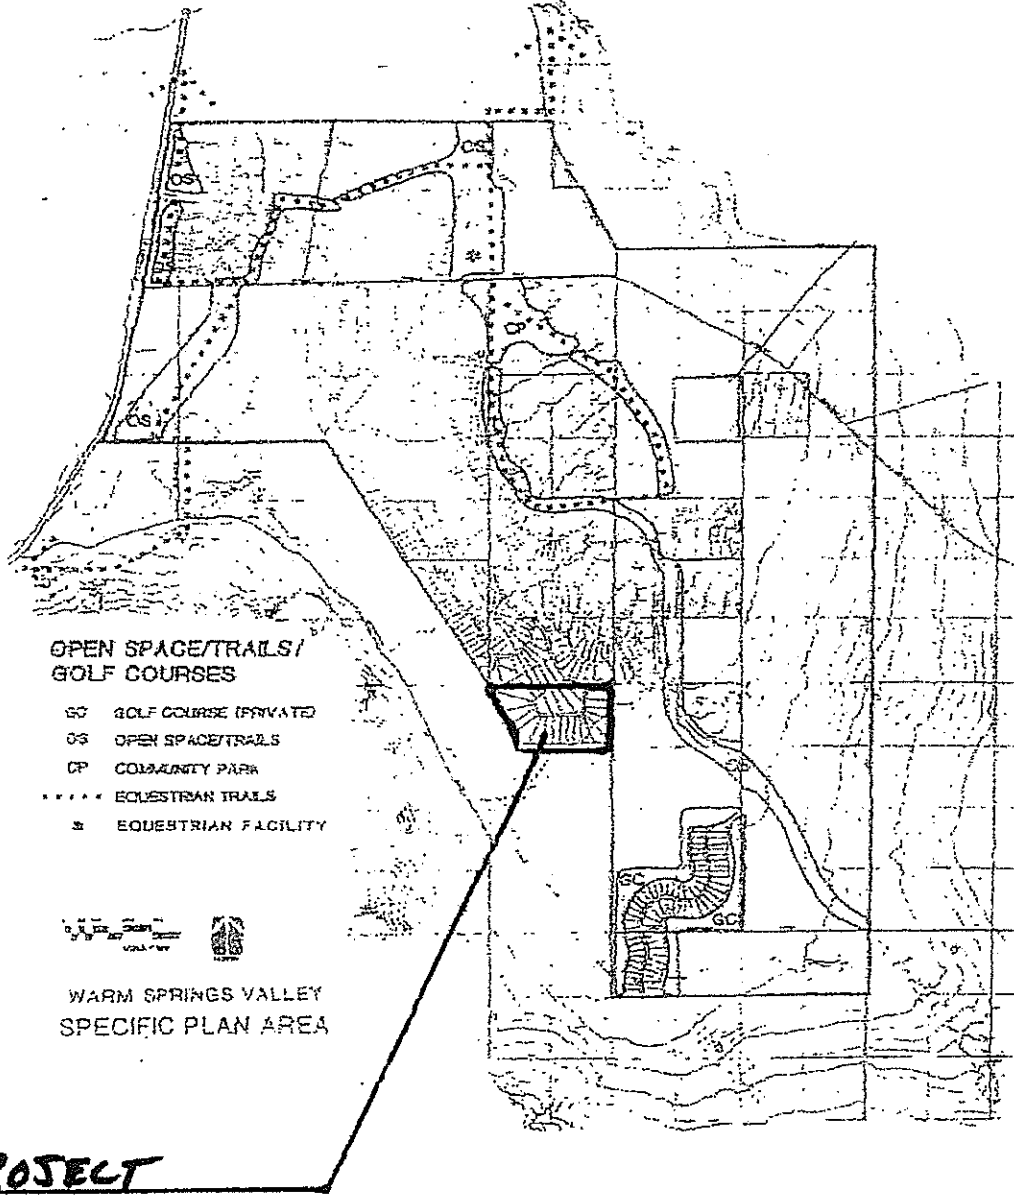 OS
OS
CP
OS
OPEN SPACE/TRAILS/
GOLF COURSES
GC GOLF COURSE (PRIVATE)
OS OPEN SPACE/TRAILS
CP COMMUNITY PARK
EQUESTRIAN TRAILS
EQUESTRIAN FACILITY
OS
GC
GC
WARM SPRINGS VALLEY
SPECIFIC PLAN AREA
ROJECT